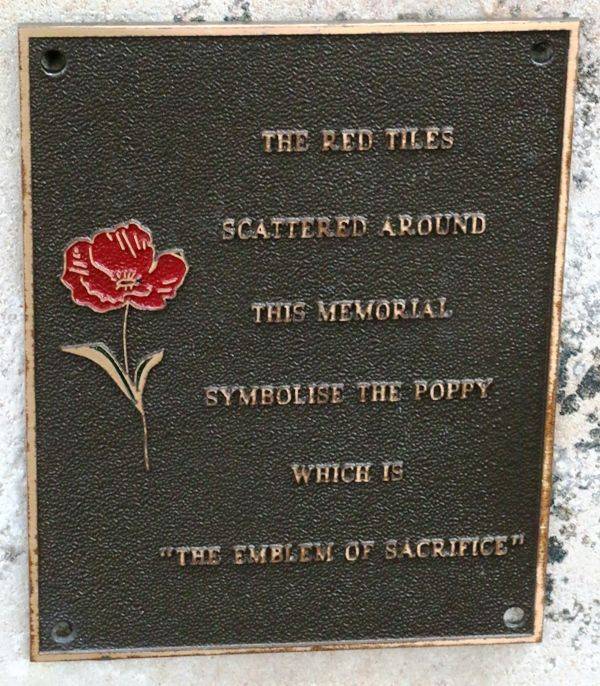 THE RED TILES
SCATTERED AROUND
THIS MEMORIAL
SYMBOLISE THE POPPY
WHICH IS
"THE EMBLEM OF SACRIFICE"